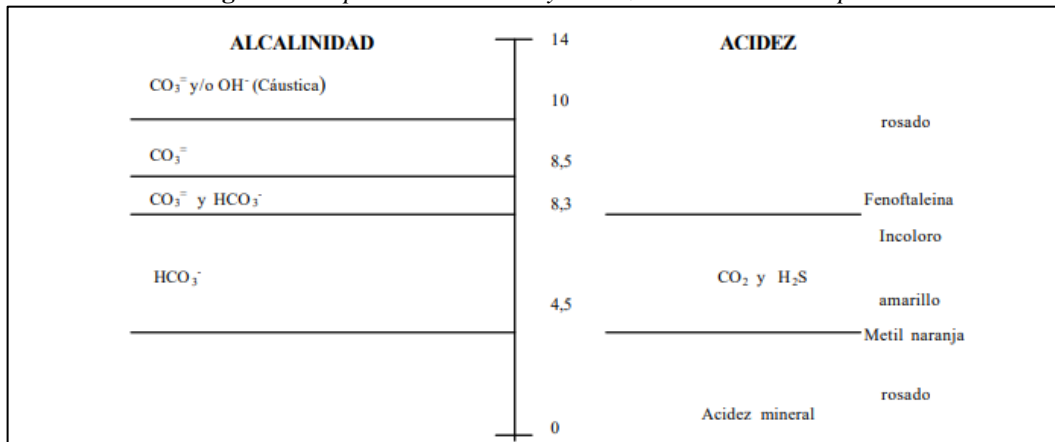 ALCALINIDAD 14 ACIDEZ
CO₃⁼ y/o OH⁻ (Cáustica)
10
rosado
CO₃⁼
8,5
CO₃⁼ y HCO₃⁻
8,3
Fenoftaleina
Incoloro
HCO₃⁻
CO₂ y H₂S
4,5
amarillo
Metil naranja
rosado
Acidez mineral
0